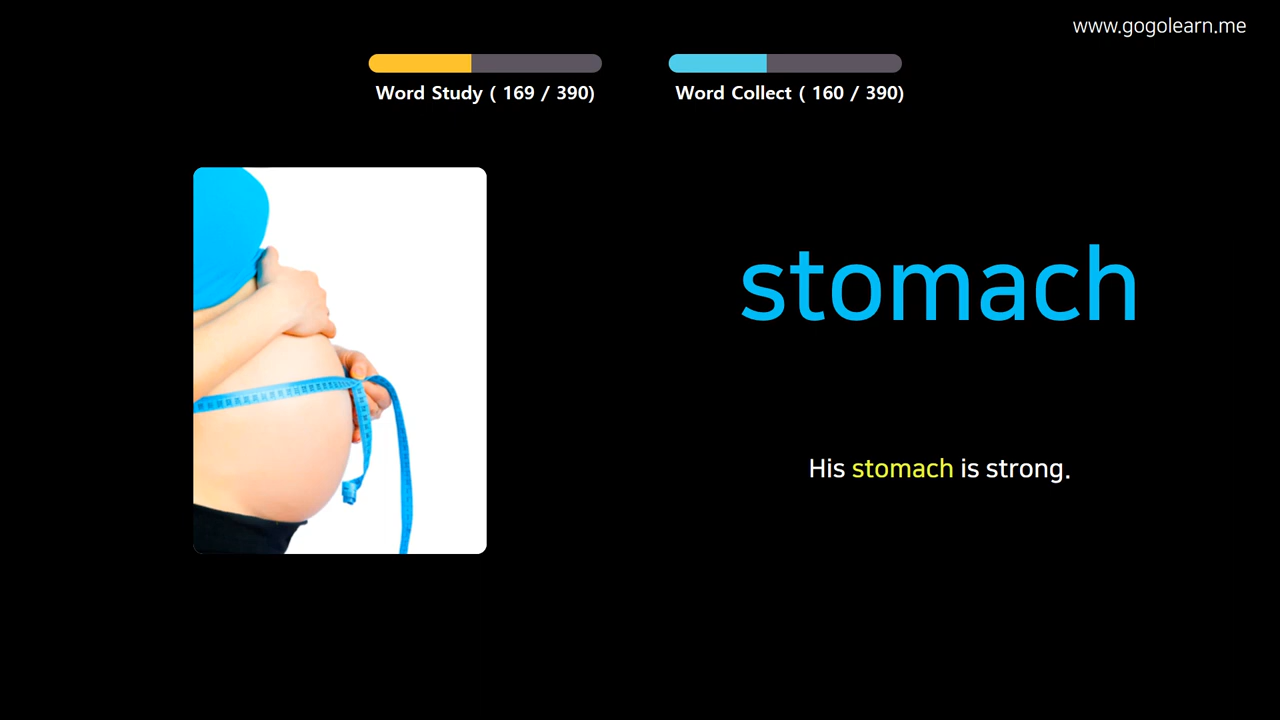 www.gogolearn.me
Word Study ( 169 / 390)
Word Collect ( 160 / 390)
stomach
His stomach is strong.